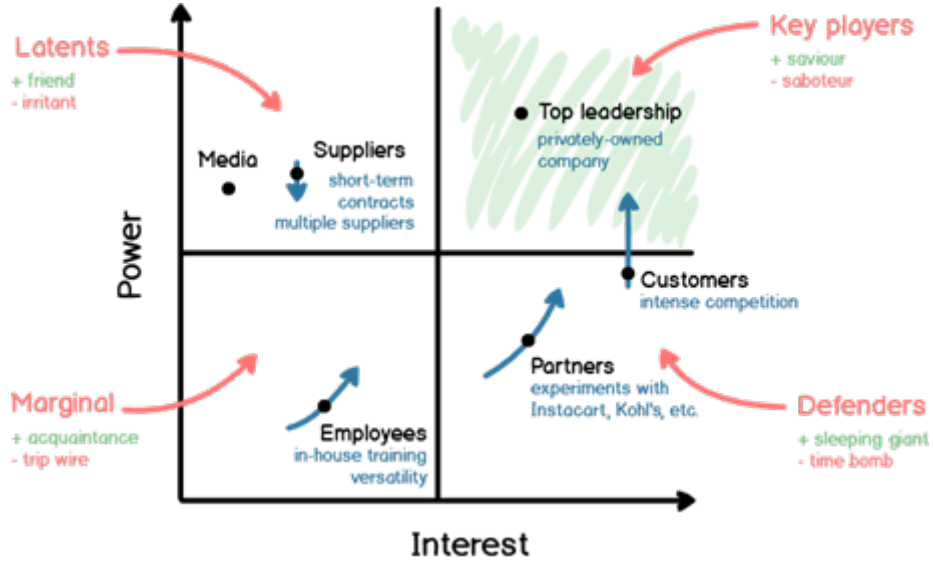 Latents
+ friend
- irritant
Key players
+ saviour
- saboteur
Media
Suppliers
short-term
contracts
multiple suppliers
Top leadership
privately-owned
company
Power
Customers
intense competition
Partners
experiments with
Instacart, Kohl's, etc.
Marginal
+ acquaintance
- trip wire
Employees
in-house training
versatility
Defenders
+ sleeping giant
- time bomb
Interest